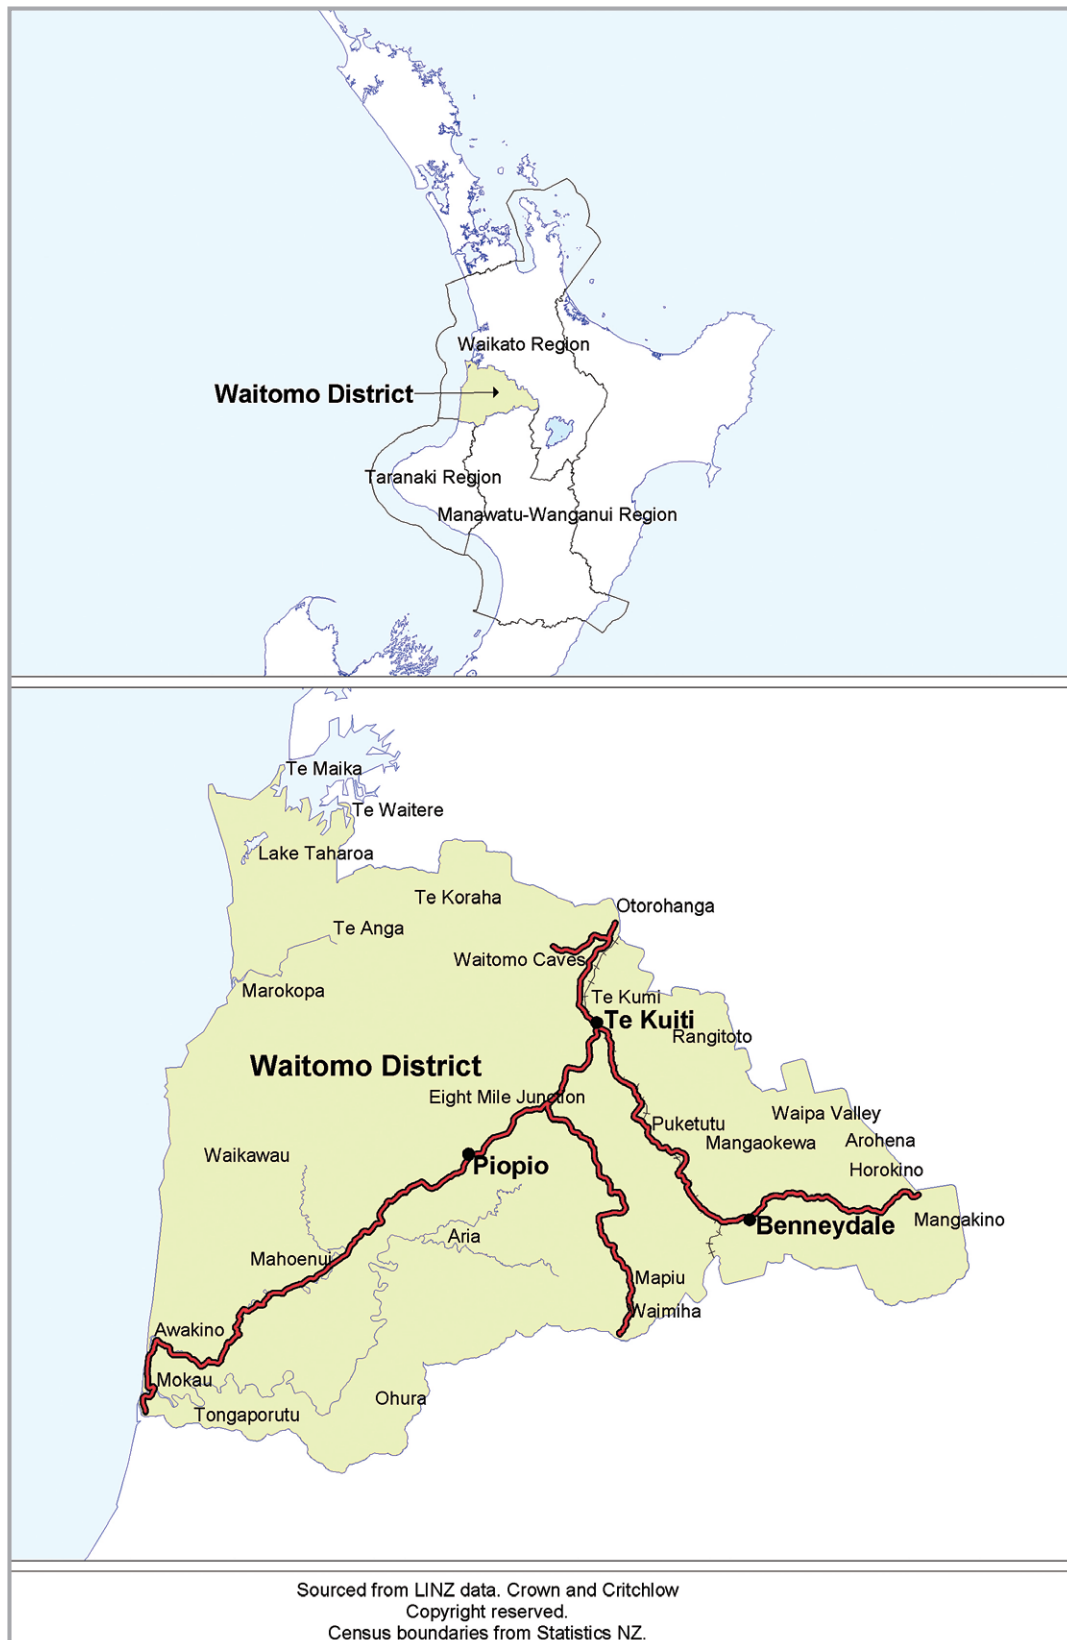 Waikato Region
Waitomo District
Taranaki Region
Manawatu-Wanganui Region
Te Maika
Te Waitere
Lake Taharoa
Te Koraha
Otorohanga
Te Anga
Waitomo Caves
Marokopa
Te Kumi
Te Kuiti
Rangitoto
Waitomo District
Eight Mile Junction
Waipa Valley
Puketutu
Mangaokewa
Arohena
Waikawau
Piopio
Horokino
Benneydale
Mangakino
Aria
Mahoenui
Mapiu
Waimiha
Awakino
Mokau
Ohura
Tongaporutu
Sourced from LINZ data. Crown and Critchlow
Copyright reserved.
Census boundaries from Statistics NZ.